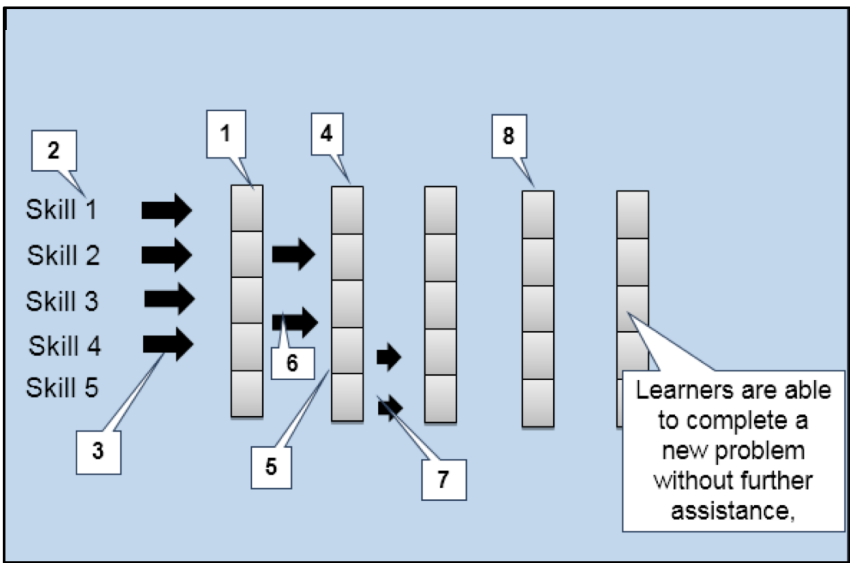 1
4
8
2
Skill 1
Skill 2
Skill 3
Skill 4
Skill 5
6
3
5
7
Learners are able
to complete a
new problem
without further
assistance,